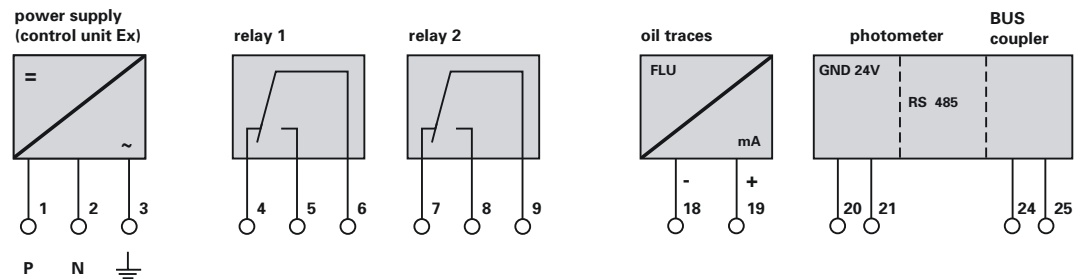 power supply
(control unit Ex)
relay 1
relay 2
oil traces
photometer
BUS
coupler
=
~
FLU
mA
GND 24V
RS 485
- +
1 2 3
4 5 6
7 8 9
18 19
20 21
24 25
P N